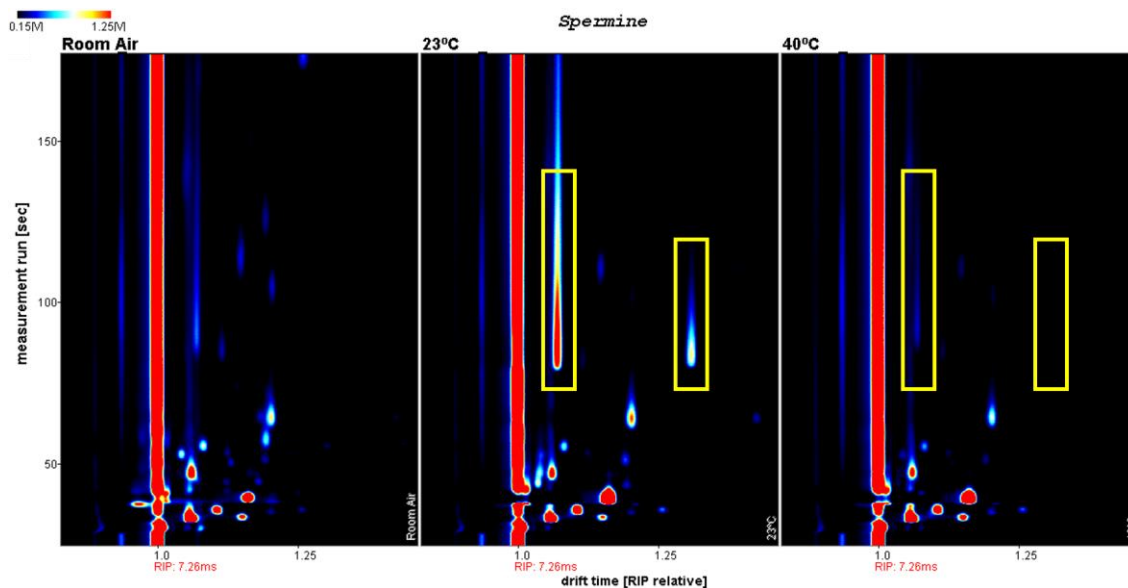 Spermine
0.15M 1.25M
Room Air 23ºC 40ºC
measurement run [sec]
150
100
50
Room Air
23ºC
1.0 1.25 1.0 1.25 1.0 1.25
RIP: 7.26ms RIP: 7.26ms RIP: 7.26ms
drift time [RIP relative]